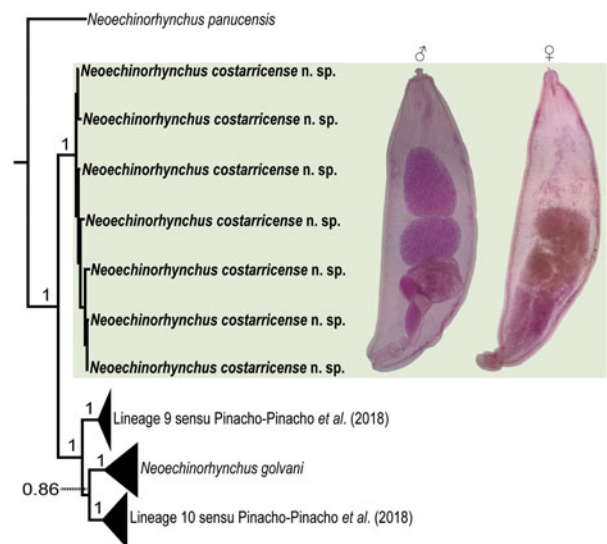 Neoechinorhynchus panucensis
♂ ♀
Neoechinorhynchus costarricense n. sp.
Neoechinorhynchus costarricense n. sp.
1
Neoechinorhynchus costarricense n. sp.
Neoechinorhynchus costarricense n. sp.
Neoechinorhynchus costarricense n. sp.
1
Neoechinorhynchus costarricense n. sp.
Neoechinorhynchus costarricense n. sp.
1
Lineage 9 sensu Pinacho-Pinacho et al. (2018)
1
1
Neoechinorhynchus golvani
0.86
1
Lineage 10 sensu Pinacho-Pinacho et al. (2018)